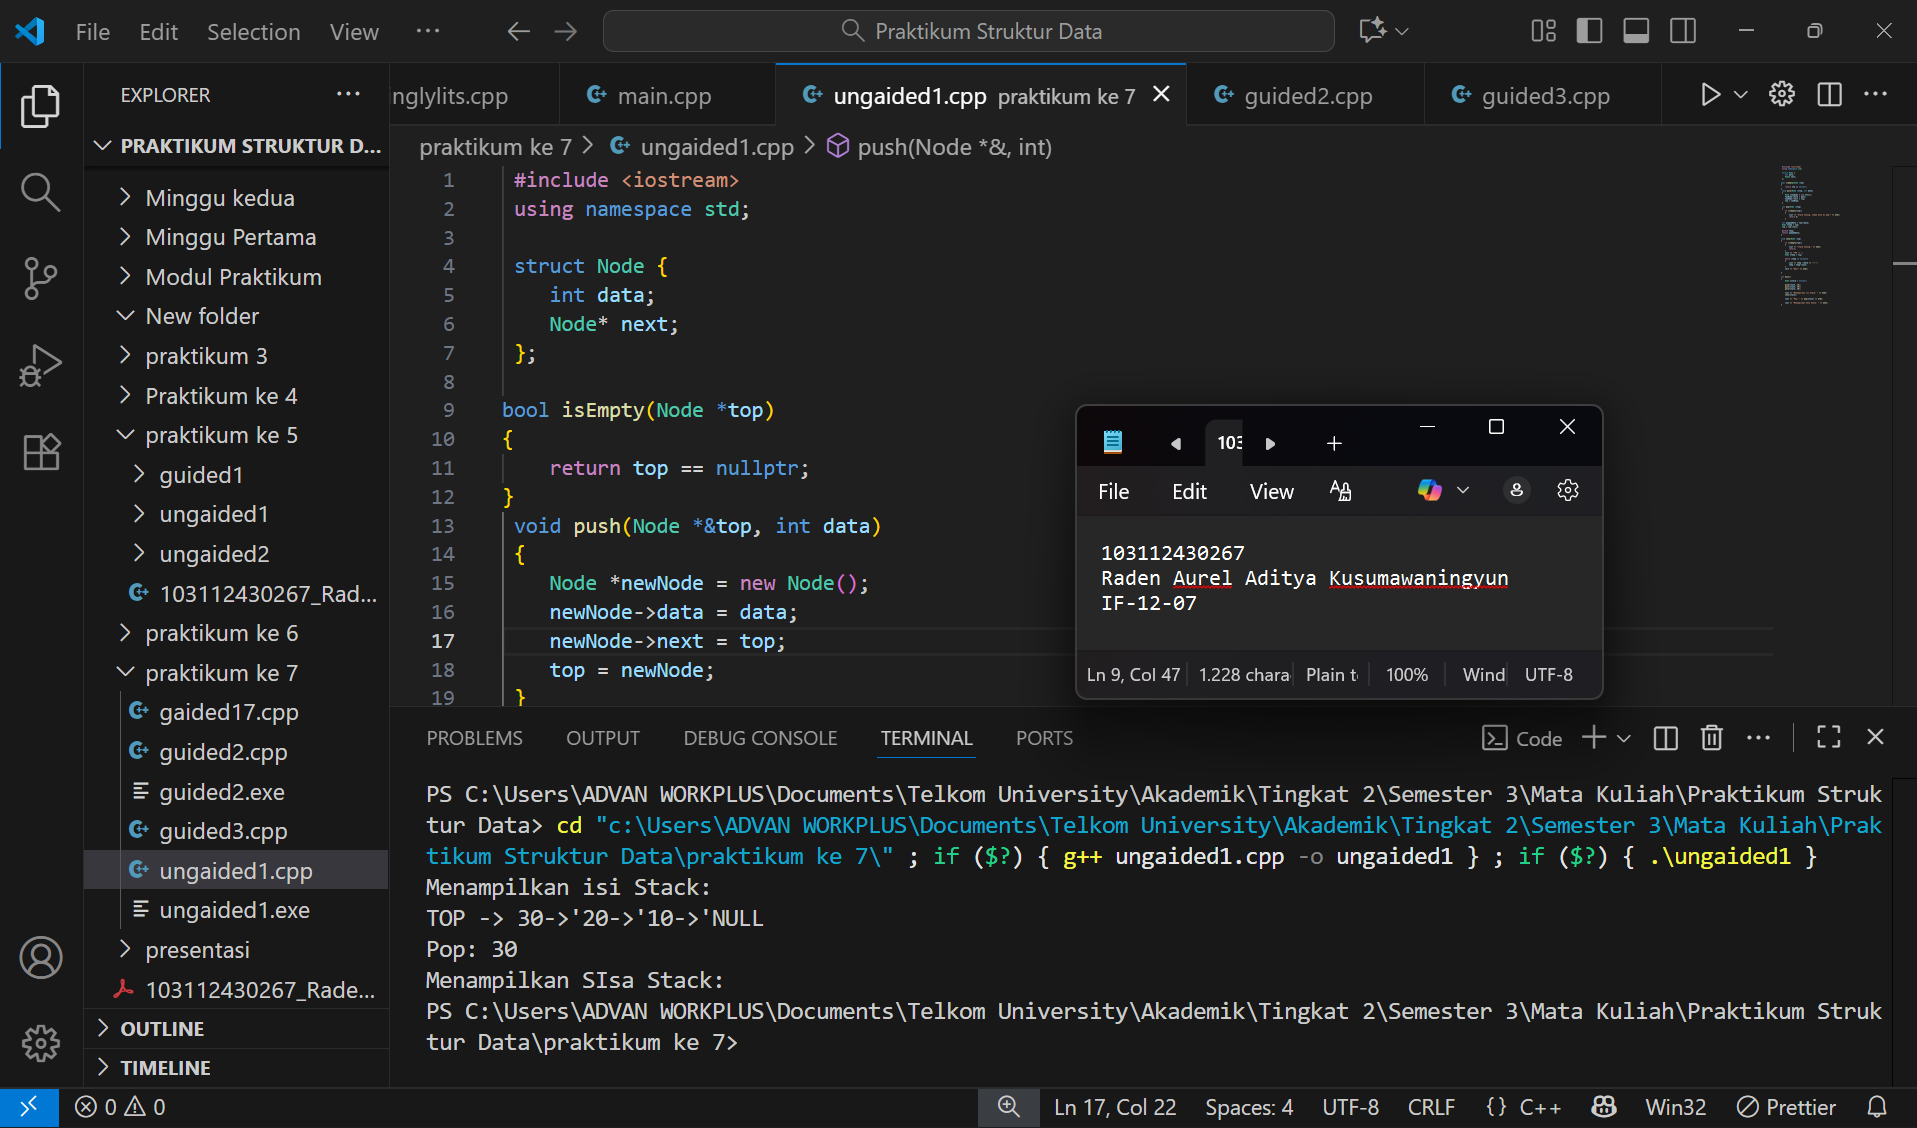 File Edit Selection View ··· Praktikum Struktur Data
EXPLORER ···
PRAKTIKUM STRUKTUR D...
Minggu kedua
Minggu Pertama
Modul Praktikum
New folder
praktikum 3
Praktikum ke 4
praktikum ke 5
guided1
ungaided1
ungaided2
103112430267_Rad...
praktikum ke 6
praktikum ke 7
gaided17.cpp
guided2.cpp
guided2.exe
guided3.cpp
ungaided1.cpp
ungaided1.exe
presentasi
103112430267_Rade...
OUTLINE
TIMELINE
inglylits.cpp main.cpp ungaided1.cpp praktikum ke 7 guided2.cpp guided3.cpp
praktikum ke 7 > ungaided1.cpp > push(Node *&, int)
1 #include <iostream>
2 using namespace std;
3
4 struct Node {
5 int data;
6 Node* next;
7 };
8
9 bool isEmpty(Node *top)
10 {
11 return top == nullptr;
12 }
13 void push(Node *&top, int data)
14 {
15 Node *newNode = new Node();
16 newNode->data = data;
17 newNode->next = top;
18 top = newNode;
19 }
103
File Edit View
103112430267
Raden Aurel Aditya Kusumawaningyun
IF-12-07
Ln 9, Col 47 1.228 chara Plain t 100% Wind UTF-8
PROBLEMS OUTPUT DEBUG CONSOLE TERMINAL PORTS Code
PS C:\Users\ADVAN WORKPLUS\Documents\Telkom University\Akademik\Tingkat 2\Semester 3\Mata Kuliah\Praktikum Struk
tur Data> cd "c:\Users\ADVAN WORKPLUS\Documents\Telkom University\Akademik\Tingkat 2\Semester 3\Mata Kuliah\Prak
tikum Struktur Data\praktikum ke 7\" ; if ($?) { g++ ungaided1.cpp -o ungaided1 } ; if ($?) { .\ungaided1 }
Menampilkan isi Stack:
TOP -> 30->'20->'10->'NULL
Pop: 30
Menampilkan SIsa Stack:
PS C:\Users\ADVAN WORKPLUS\Documents\Telkom University\Akademik\Tingkat 2\Semester 3\Mata Kuliah\Praktikum Struk
tur Data\praktikum ke 7>
0 0 Ln 17, Col 22 Spaces: 4 UTF-8 CRLF {} C++ Win32 Prettier